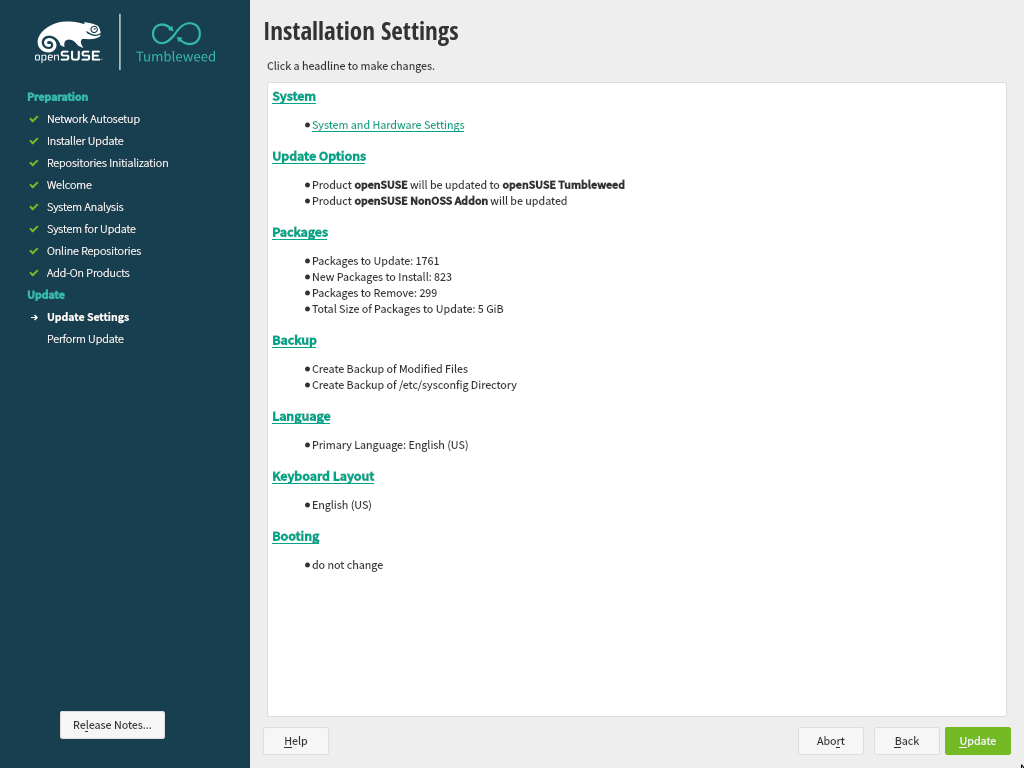 openSUSE
Tumbleweed
Preparation
Network Autosetup
Installer Update
Repositories Initialization
Welcome
System Analysis
System for Update
Online Repositories
Add-On Products
Update
Update Settings
Perform Update
Release Notes...
Installation Settings
Click a headline to make changes.
System
System and Hardware Settings
Update Options
Product openSUSE will be updated to openSUSE Tumbleweed
Product openSUSE NonOSS Addon will be updated
Packages
Packages to Update: 1761
New Packages to Install: 823
Packages to Remove: 299
Total Size of Packages to Update: 5 GiB
Backup
Create Backup of Modified Files
Create Backup of /etc/sysconfig Directory
Language
Primary Language: English (US)
Keyboard Layout
English (US)
Booting
do not change
Help
Abort
Back
Update